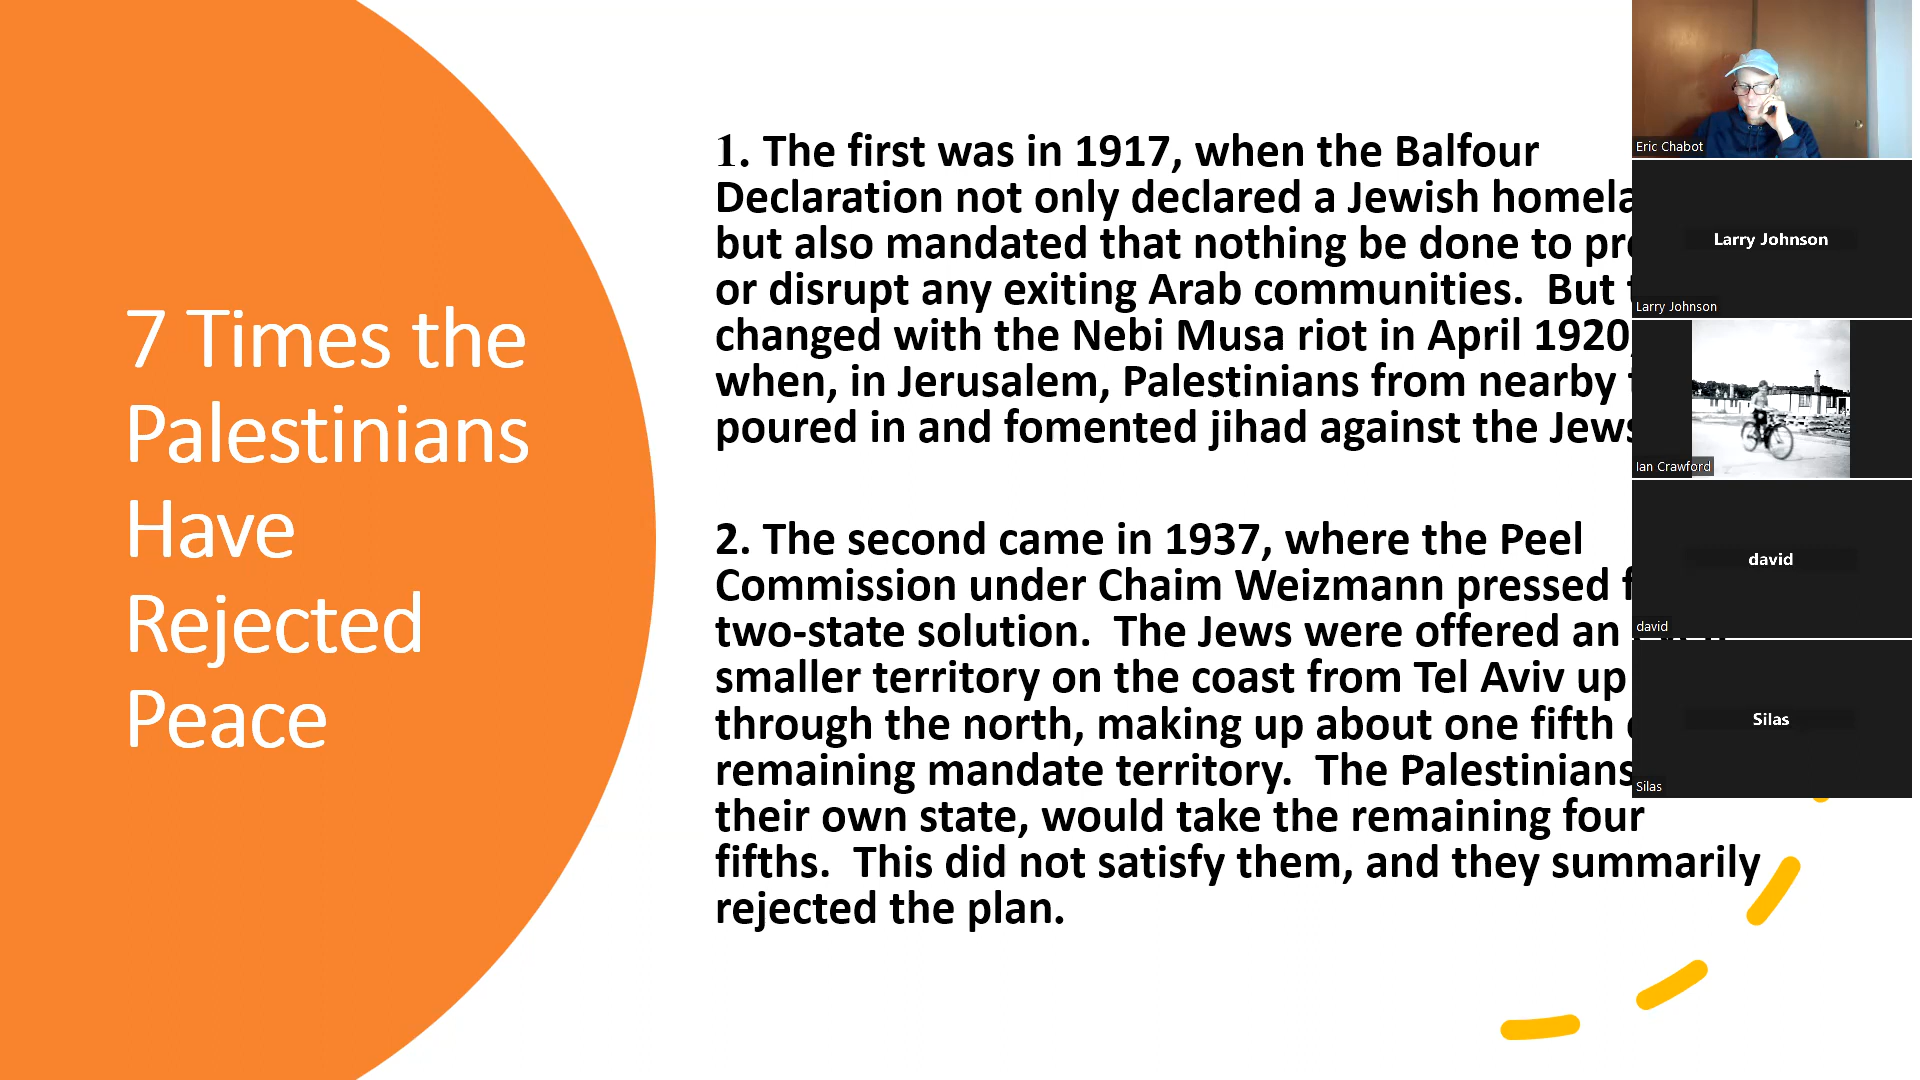 7 Times the
Palestinians
Have
Rejected
Peace
1. The first was in 1917, when the Balfour
Declaration not only declared a Jewish
but also mandated that nothing be done to
or disrupt any exiting Arab communities. But
changed with the Nebi Musa riot in April 1920,
when, in Jerusalem, Palestinians from nearby
poured in and fomented jihad against the Jews
2. The second came in 1937, where the Peel
Commission under Chaim Weizmann pressed
two-state solution. The Jews were offered an
smaller territory on the coast from Tel Aviv up
through the north, making up about one fifth
remaining mandate territory. The Palestinians
their own state, would take the remaining four
fifths. This did not satisfy them, and they summarily
rejected the plan.
Eric Chabot
Larry Johnson
Larry Johnson
Ian Crawford
david
david
Silas
Silas